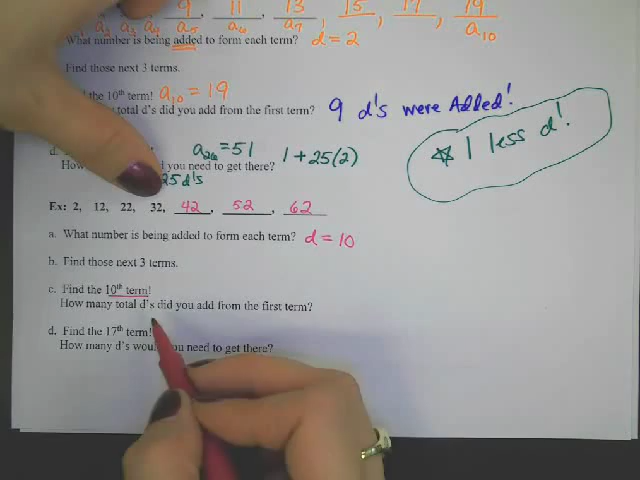 9 11 13 15 17 19
a2 a3 a4 a5 a6 a7 a10
What number is being added to form each term? d = 2
Find those next 3 terms.
the 10th term! a10 = 19
total d's did you add from the first term? 9 d's were Added!
a26 = 51 1 + 25(2) ☆ 1 less d!
How you need to get there?
25 d's
Ex: 2, 12, 22, 32, 42, 52, 62
a. What number is being added to form each term? d = 10
b. Find those next 3 terms.
c. Find the 10th term!
How many total d's did you add from the first term?
d. Find the 17th term!
How many d's would you need to get there?